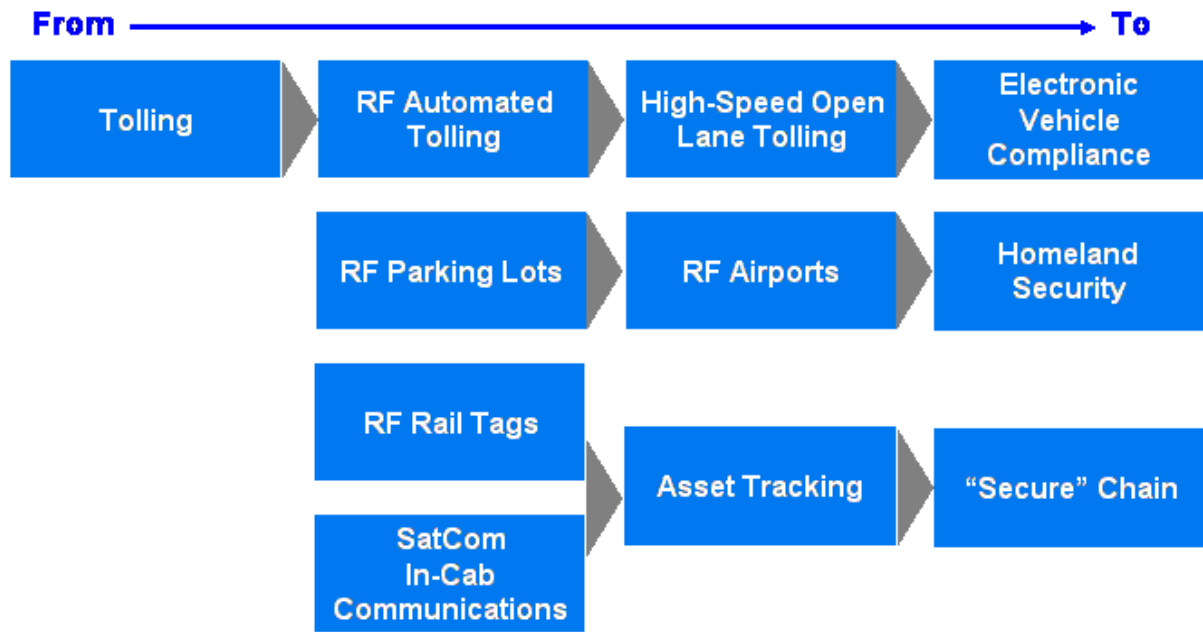 From To
Tolling
RF Automated
Tolling
High-Speed Open
Lane Tolling
Electronic
Vehicle
Compliance
RF Parking Lots
RF Airports
Homeland
Security
RF Rail Tags
SatCom
In-Cab
Communications
Asset Tracking
“Secure” Chain